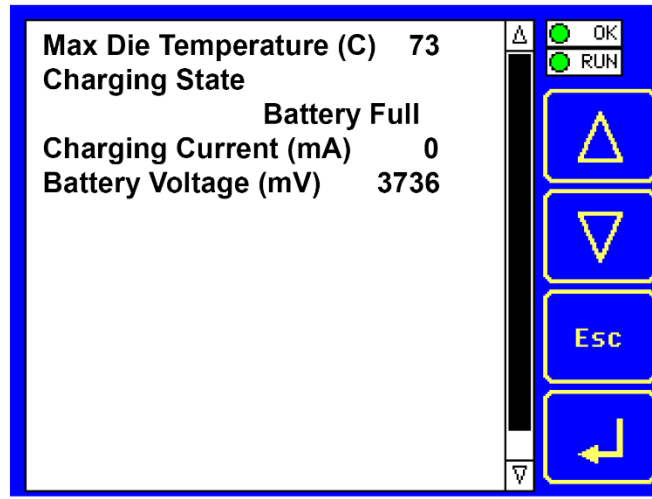 Max Die Temperature (C) 73
Charging State
Battery Full
Charging Current (mA) 0
Battery Voltage (mV) 3736
OK
RUN
Esc